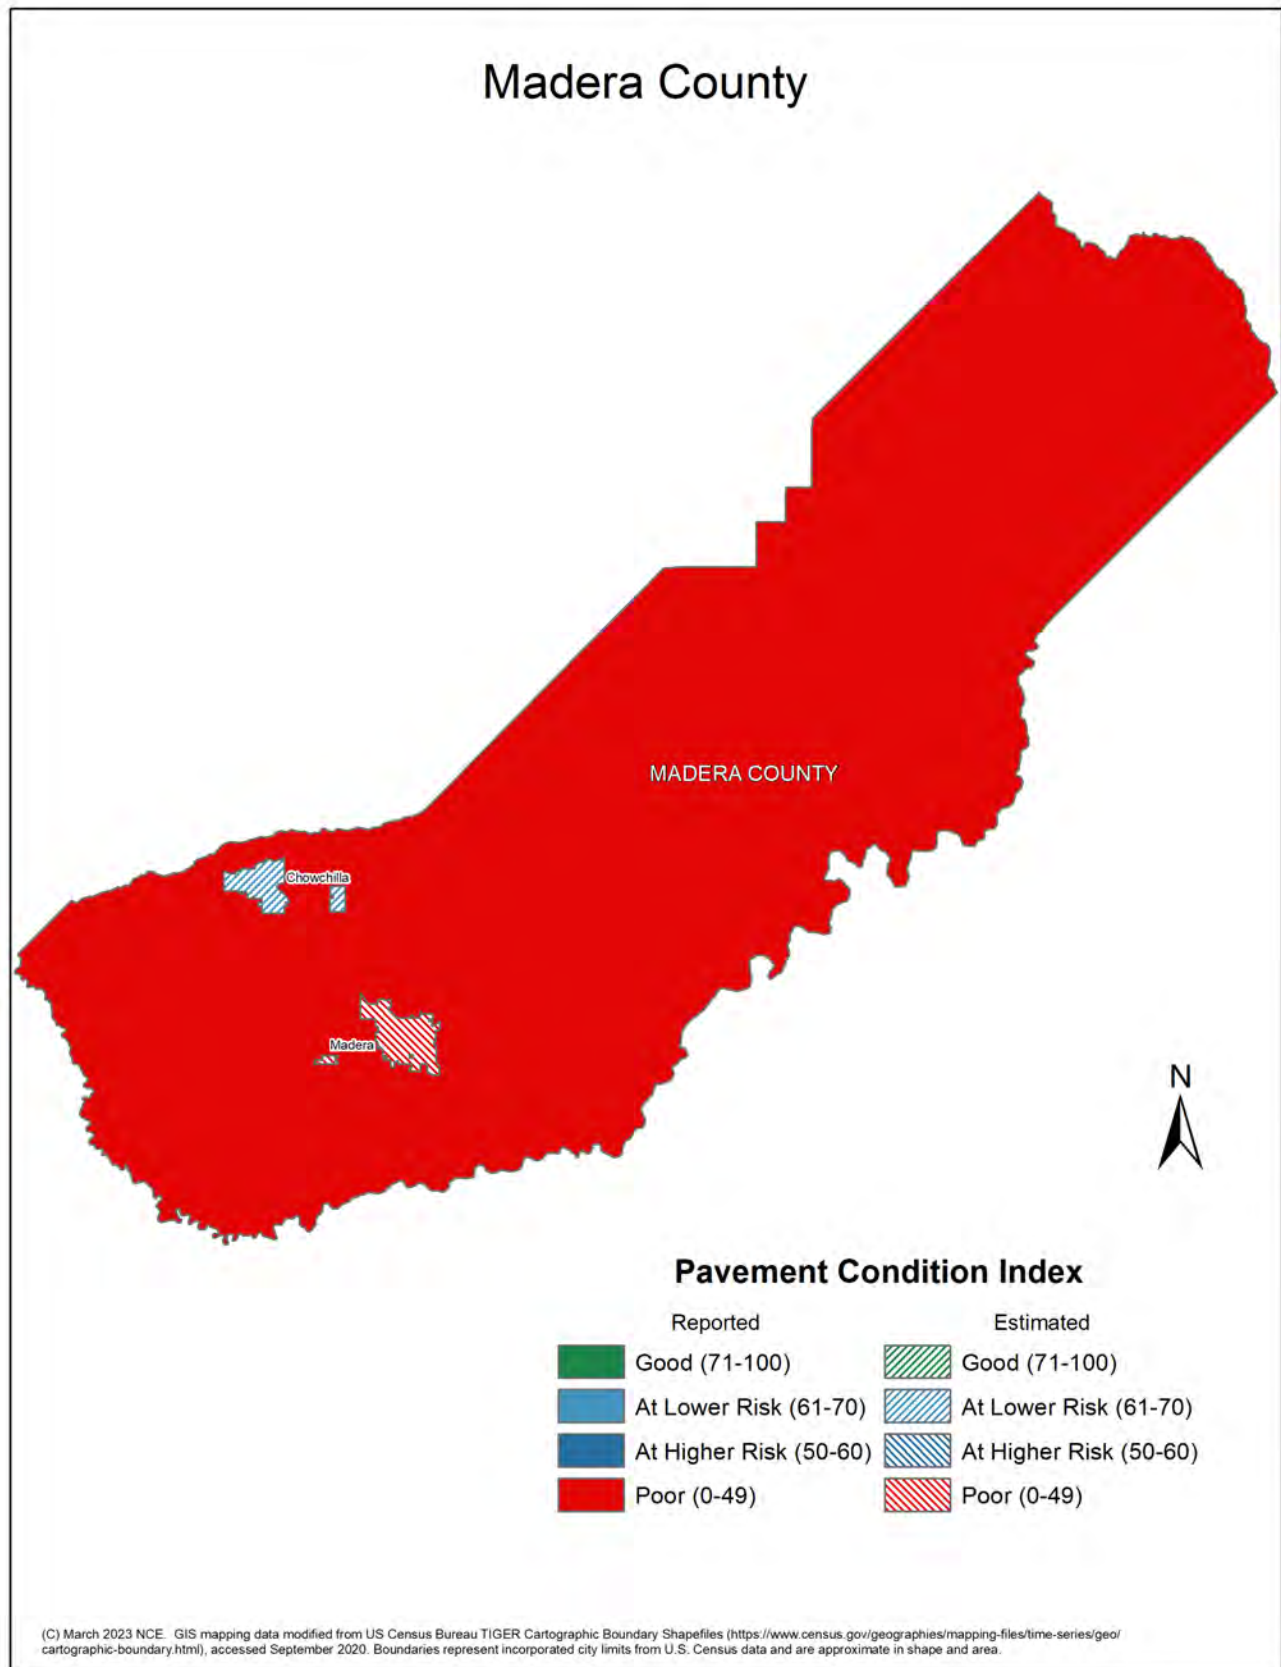 Madera County
MADERA COUNTY
Chowchilla
Madera
N
Pavement Condition Index
Reported
Estimated
Good (71-100)
Good (71-100)
At Lower Risk (61-70)
At Lower Risk (61-70)
At Higher Risk (50-60)
At Higher Risk (50-60)
Poor (0-49)
Poor (0-49)
(C) March 2023 NCE.  GIS mapping data modified from US Census Bureau TIGER Cartographic Boundary Shapefiles (https://www.census.gov/geographies/mapping-files/time-series/geo/
cartographic-boundary.html), accessed September 2020. Boundaries represent incorporated city limits from U.S. Census data and are approximate in shape and area.